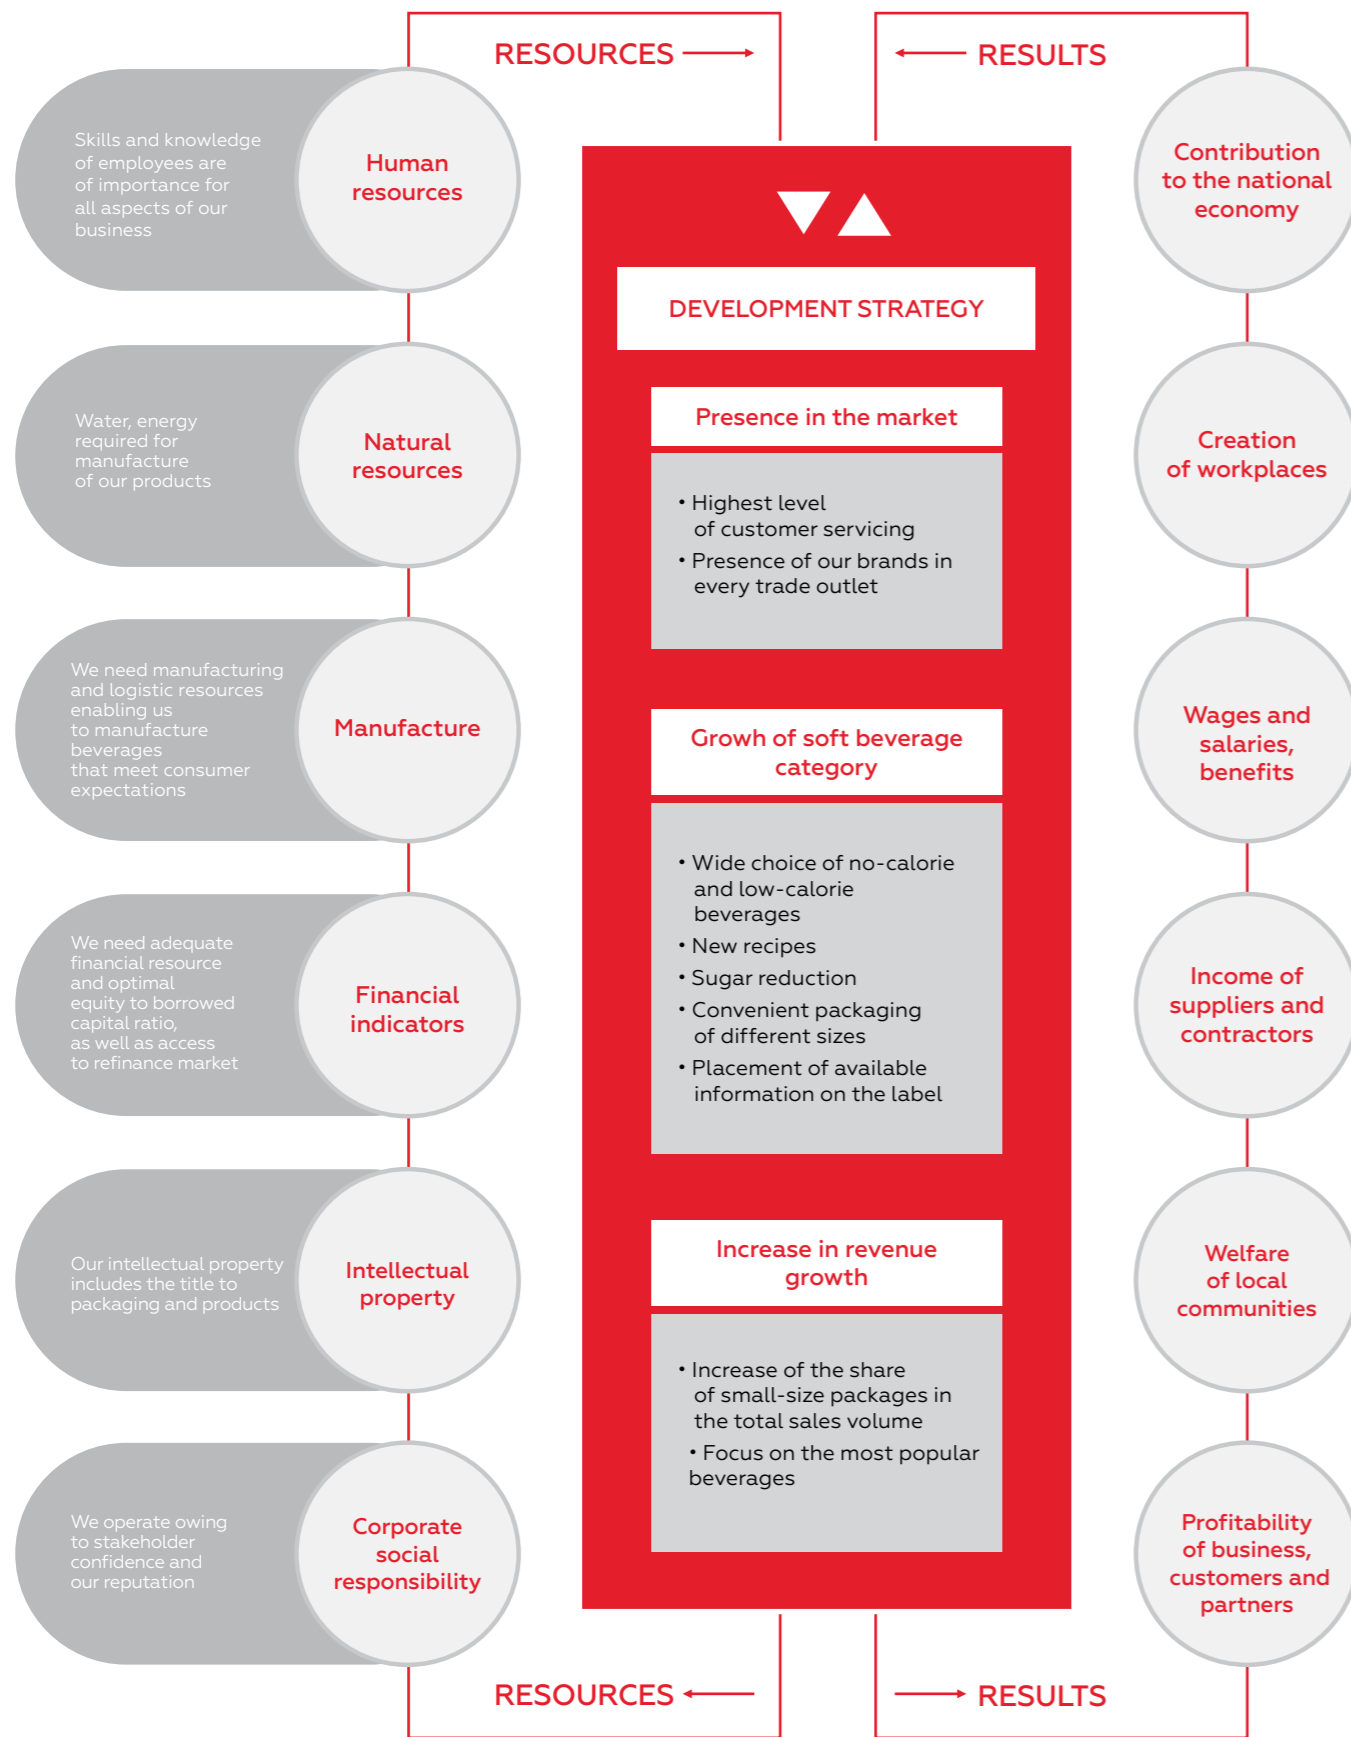 RESOURCES
RESULTS
Skills and knowledge
of employees are
of importance for
all aspects of our
business
Human
resources
Water, energy
required for
manufacture
of our products
Natural
resources
We need manufacturing
and logistic resources
enabling us
to manufacture
beverages
that meet consumer
expectations
Manufacture
We need adequate
financial resource
and optimal
equity to borrowed
capital ratio,
as well as access
to refinance market
Financial
indicators
Our intellectual property
includes the title to
packaging and products
Intellectual
property
We operate owing
to stakeholder
confidence and
our reputation
Corporate
social
responsibility
DEVELOPMENT STRATEGY
Presence in the market
• Highest level
of customer servicing
• Presence of our brands in
every trade outlet
Growh of soft beverage
category
• Wide choice of no-calorie
and low-calorie
beverages
• New recipes
• Sugar reduction
• Convenient packaging
of different sizes
• Placement of available
information on the label
Increase in revenue
growth
• Increase of the share
of small-size packages in
the total sales volume
• Focus on the most popular
beverages
Contribution
to the national
economy
Creation
of workplaces
Wages and
salaries,
benefits
Income of
suppliers and
contractors
Welfare
of local
communities
Profitability
of business,
customers and
partners
RESOURCES
RESULTS